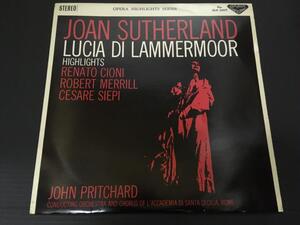 STEREO
OPERA HIGHLIGHTS SERIES
JOAN SUTHERLAND
LUCIA DI LAMMERMOOR
HIGHLIGHTS
RENATO CIONI
ROBERT MERRILL
CESARE SIEPI
JOHN PRITCHARD
CONDUCTING ORCHESTRA AND CHORUS OF L'ACCADEMIA DI SANTA CECILIA, ROME